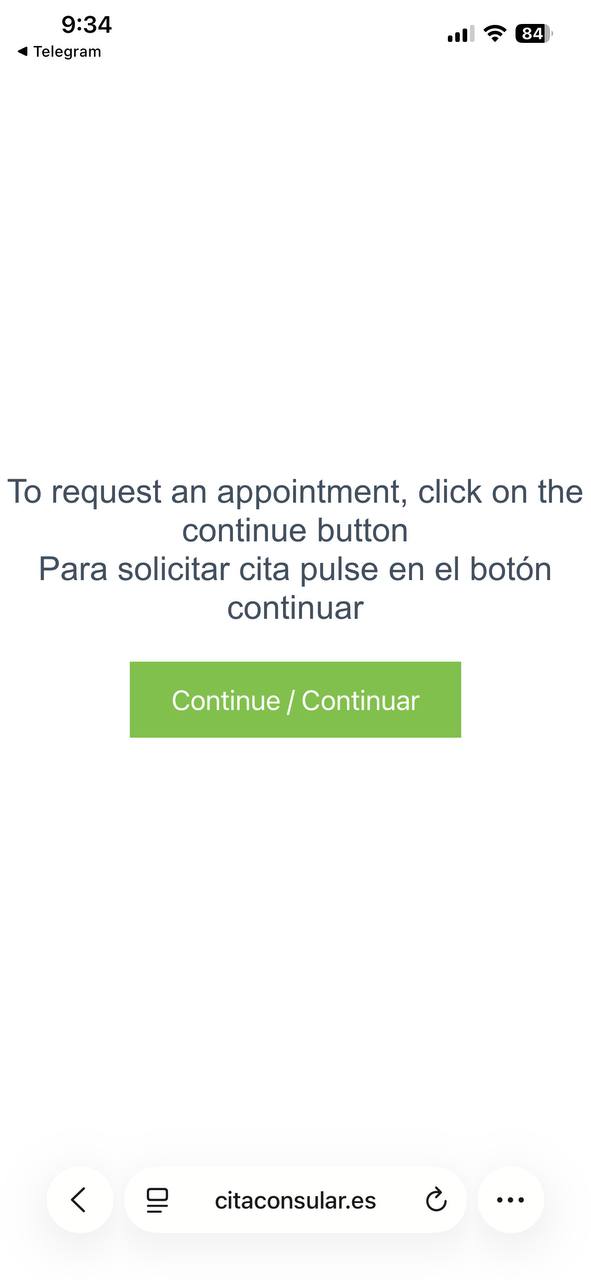 9:34
◀ Telegram
84
To request an appointment, click on the
continue button
Para solicitar cita pulse en el botón
continuar
Continue / Continuar
citaconsular.es